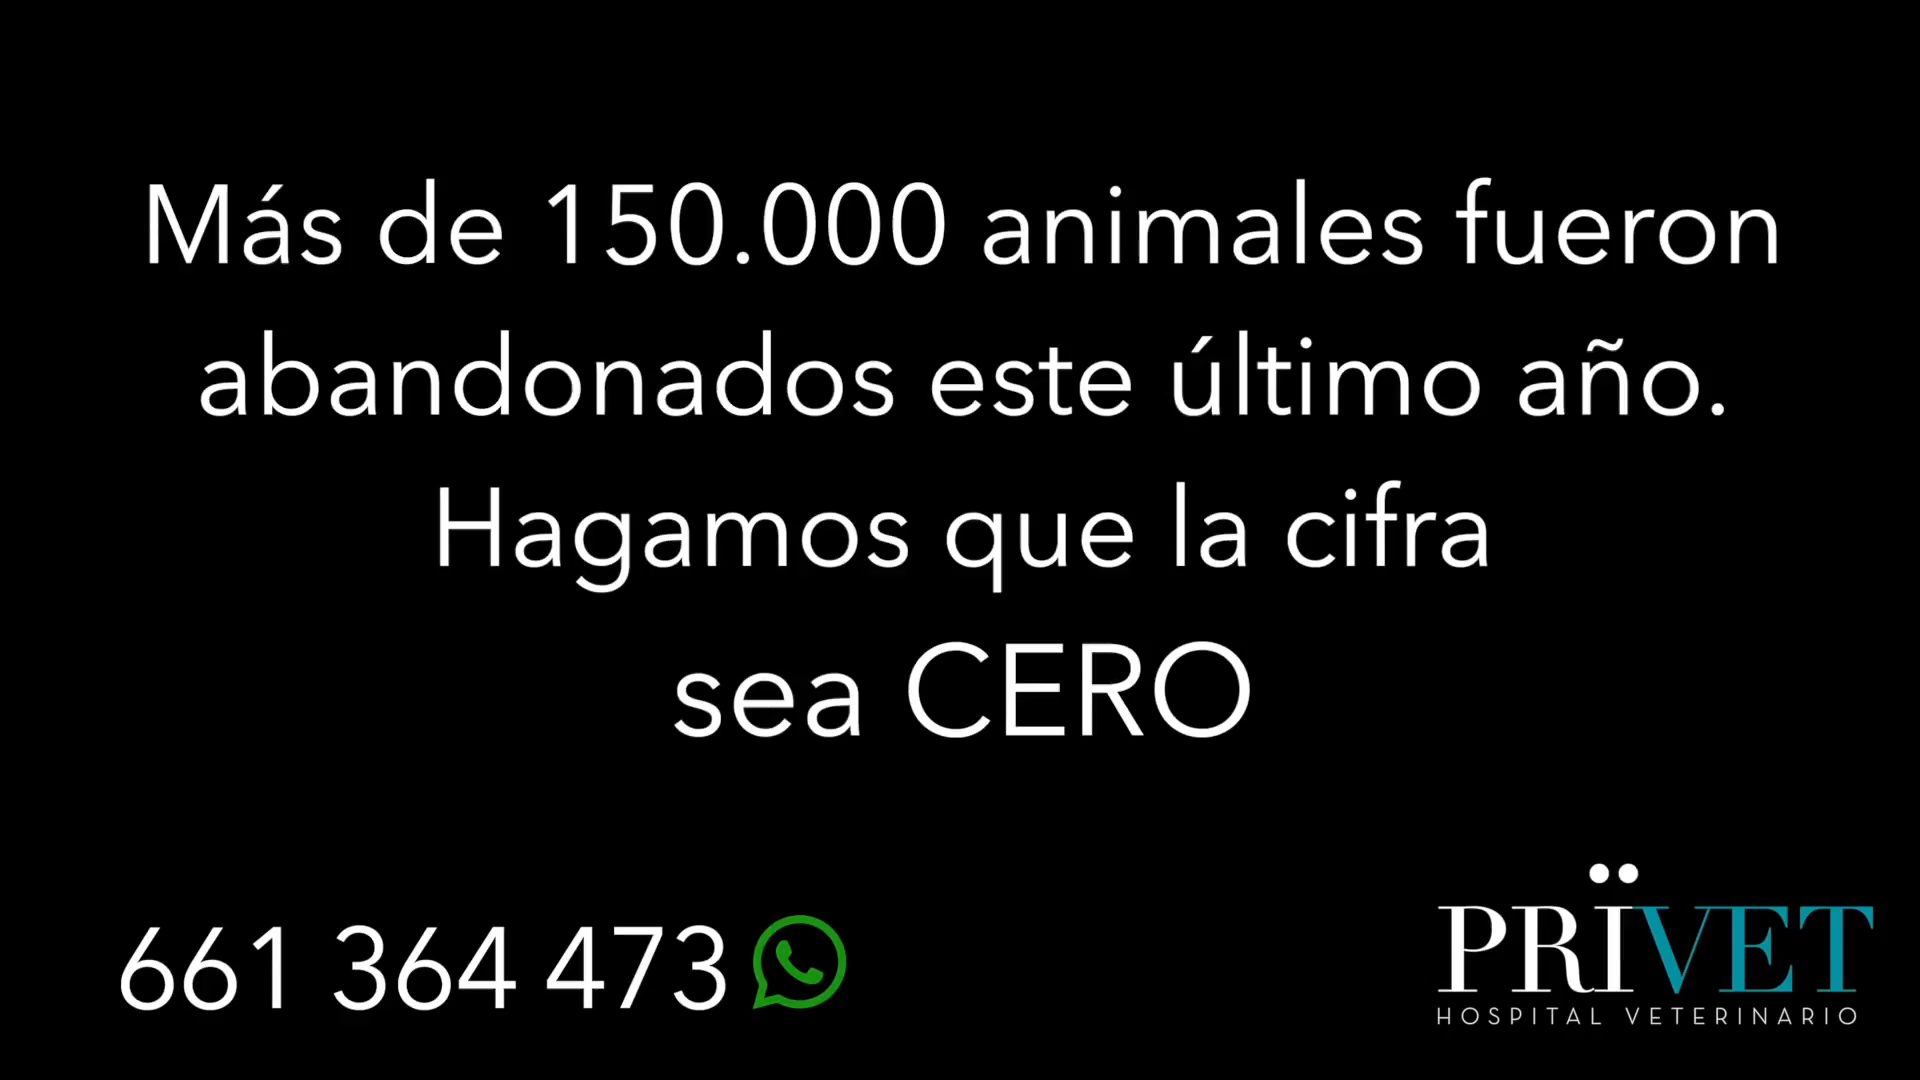 Más de 150.000 animales fueron
abandonados este último año.
Hagamos que la cifra
sea CERO
661 364 473
PRÏVET
HOSPITAL VETERINARIO